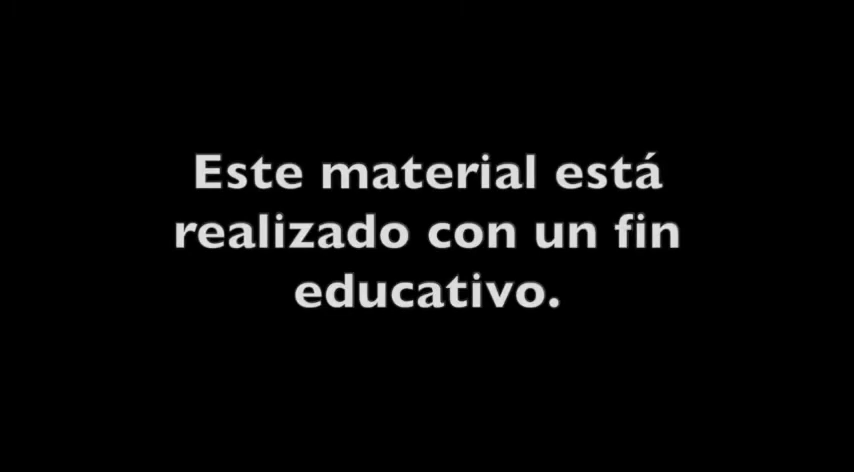 Este material está
realizado con un fin
educativo.